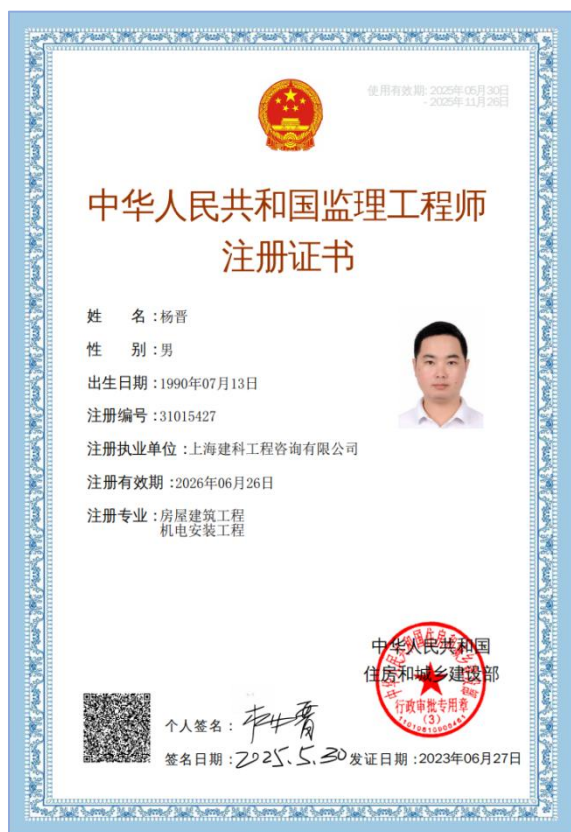 使用有效期: 2025年05月30日
- 2025年11月26日
中华人民共和国监理工程师
注册证书
姓 名：杨晋
性 别：男
出生日期：1990年07月13日
注册编号：31015427
注册执业单位：上海建科工程咨询有限公司
注册有效期：2026年06月26日
注册专业：房屋建筑工程
机电安装工程
中华人民共和国
住房和城乡建设部
行政审批专用章
(3)
个人签名：
签名日期：2025.5.30
发证日期：2023年06月27日